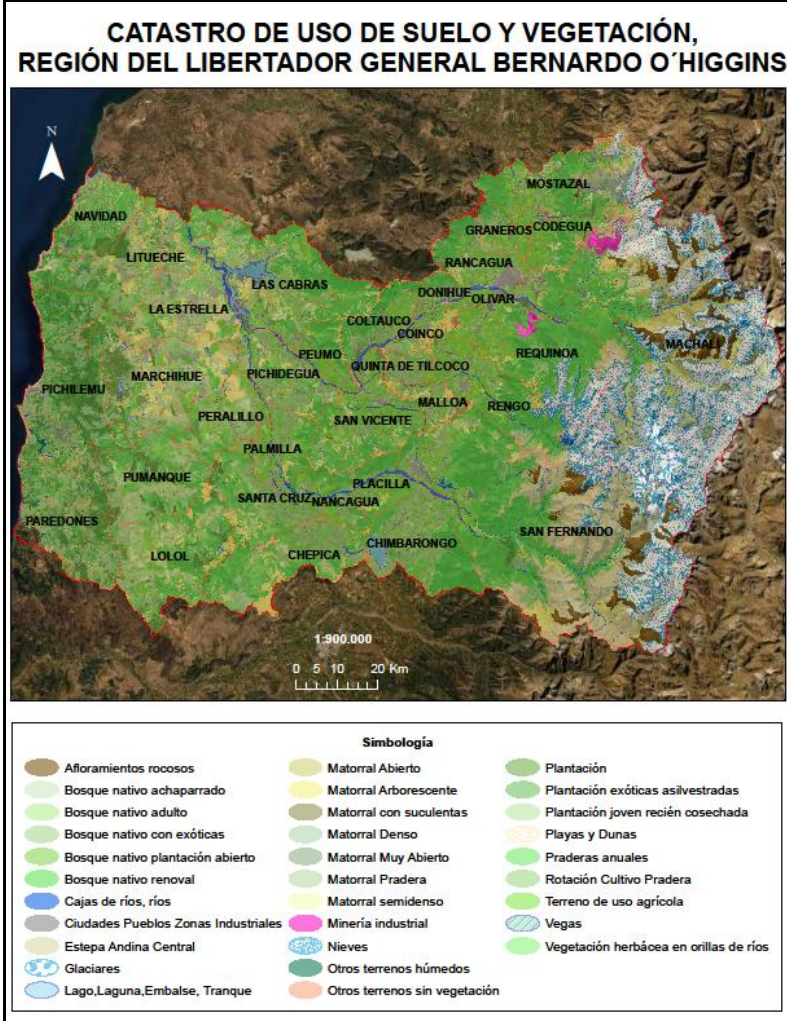 CATASTRO DE USO DE SUELO Y VEGETACIÓN,
REGIÓN DEL LIBERTADOR GENERAL BERNARDO O´HIGGINS
N
MOSTAZAL
NAVIDAD
GRANEROS
CODEGUA
LITUECHE
RANCAGUA
LAS CABRAS
DONIHUE
OLIVAR
LA ESTRELLA
COLTAUCO
COINCO
MACHALI
PEUMO
REQUINOA
QUINTA DE TILCOCO
PICHIDEGUA
MARCHIHUE
PICHILEMU
MALLOA
RENGO
PERALILLO
SAN VICENTE
PALMILLA
PUMANQUE
PLACILLA
SANTA CRUZ
NANCAGUA
PAREDONES
SAN FERNANDO
CHIMBARONGO
LOLOL
CHEPICA
1:900.000
0 5 10 20 Km
Simbología
Afloramientos rocosos
Bosque nativo achaparrado
Bosque nativo adulto
Bosque nativo con exóticas
Bosque nativo plantación abierto
Bosque nativo renoval
Cajas de ríos, ríos
Ciudades Pueblos Zonas Industriales
Estepa Andina Central
Glaciares
Lago,Laguna,Embalse, Tranque
Matorral Abierto
Matorral Arborescente
Matorral con suculentas
Matorral Denso
Matorral Muy Abierto
Matorral Pradera
Matorral semidenso
Minería industrial
Nieves
Otros terrenos húmedos
Otros terrenos sin vegetación
Plantación
Plantación exóticas asilvestradas
Plantación joven recién cosechada
Playas y Dunas
Praderas anuales
Rotación Cultivo Pradera
Terreno de uso agrícola
Vegas
Vegetación herbácea en orillas de ríos